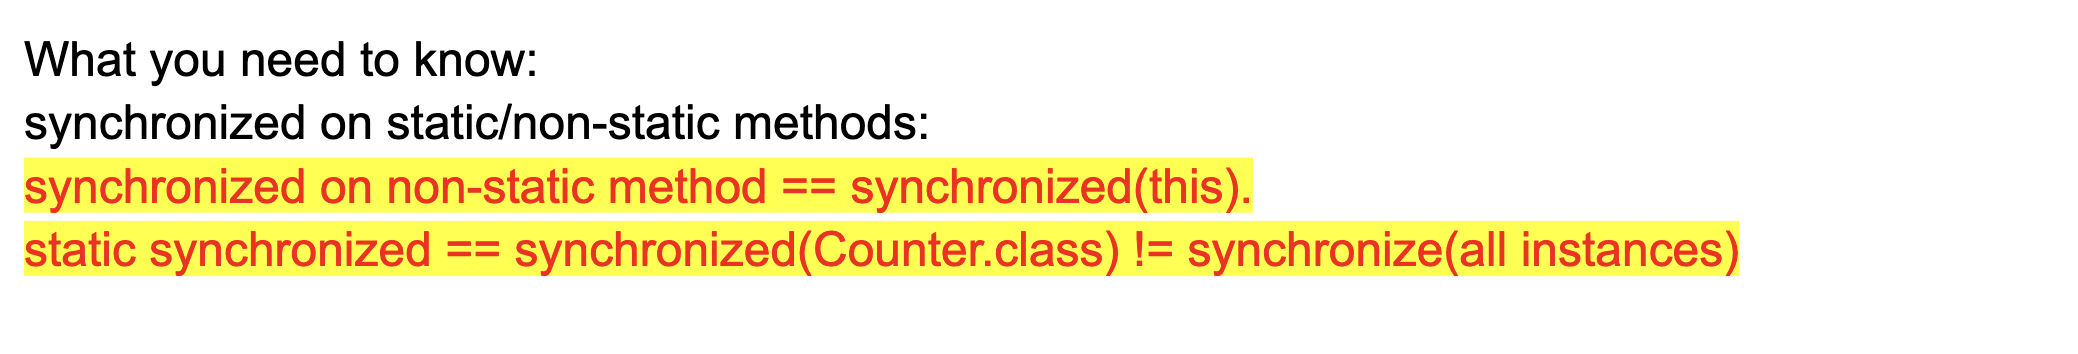 What you need to know:
synchronized on static/non-static methods:
synchronized on non-static method == synchronized(this).
static synchronized == synchronized(Counter.class) != synchronize(all instances)